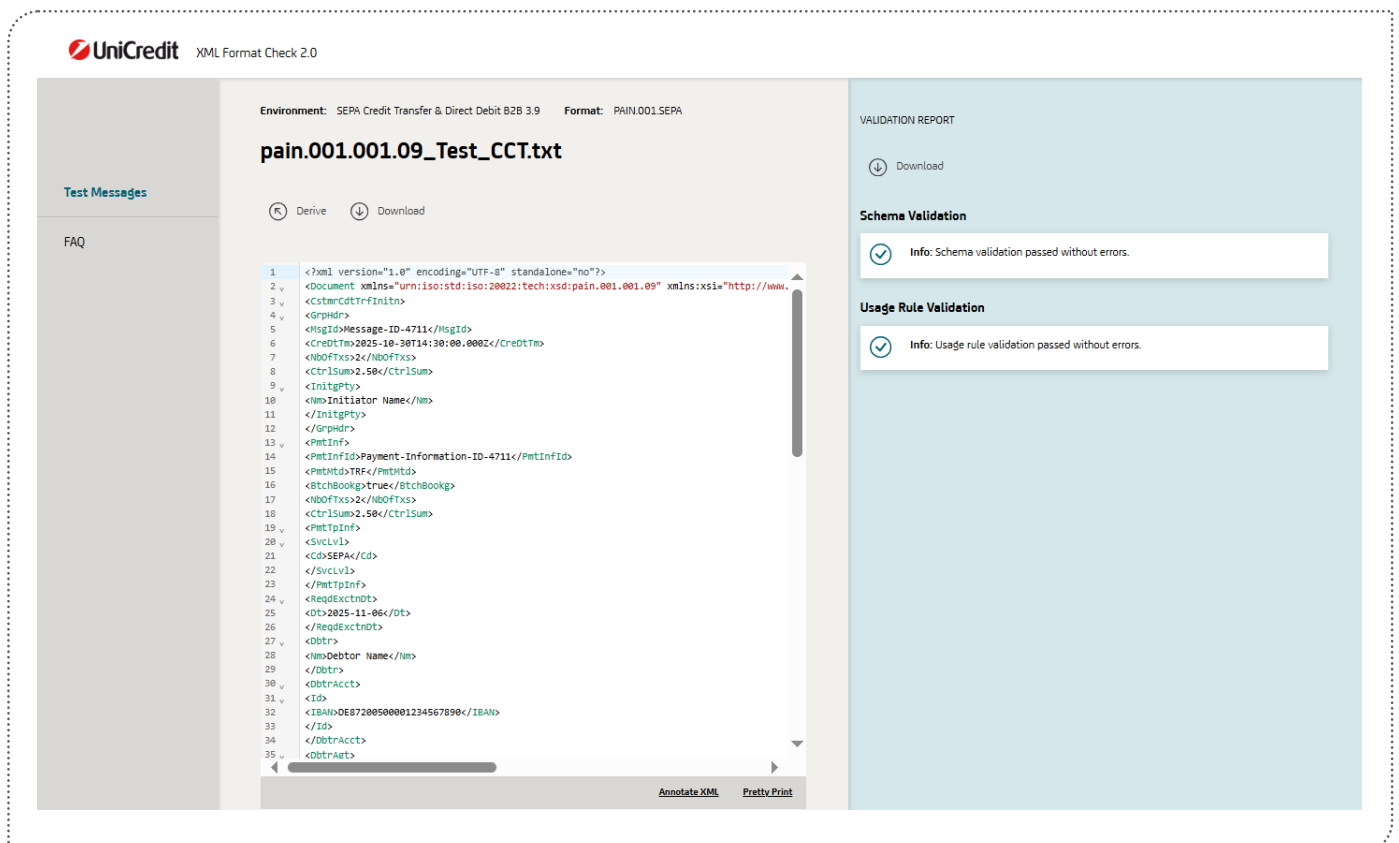 UniCredit XML Format Check 2.0
Test Messages
FAQ
Environment: SEPA Credit Transfer & Direct Debit B2B 3.9 Format: PAIN.001.SEPA
pain.001.001.09_Test_CCT.txt
Derive Download
1 <?xml version="1.0" encoding="UTF-8" standalone="no"?>
2 <Document xmlns="urn:iso:std:iso:20022:tech:xsd:pain.001.001.09" xmlns:xsi="http://www.
3 <CstmrCdtTrfInitn>
4 <GrpHdr>
5 <MsgId>Message-ID-4711</MsgId>
6 <CreDtTm>2025-10-30T14:30:00.000Z</CreDtTm>
7 <NbOfTxs>2</NbOfTxs>
8 <CtrlSum>2.50</CtrlSum>
9 <InitgPty>
10 <Nm>Initiator Name</Nm>
11 </InitgPty>
12 </GrpHdr>
13 <PmtInf>
14 <PmtInfId>Payment-Information-ID-4711</PmtInfId>
15 <PmtMtd>TRF</PmtMtd>
16 <BtchBookg>true</BtchBookg>
17 <NbOfTxs>2</NbOfTxs>
18 <CtrlSum>2.50</CtrlSum>
19 <PmtTpInf>
20 <SvcLvl>
21 <Cd>SEPA</Cd>
22 </SvcLvl>
23 </PmtTpInf>
24 <ReqdExctnDt>
25 <Dt>2025-11-06</Dt>
26 </ReqdExctnDt>
27 <Dbtr>
28 <Nm>Debtor Name</Nm>
29 </Dbtr>
30 <DbtrAcct>
31 <Id>
32 <IBAN>DE87200500001234567890</IBAN>
33 </Id>
34 </DbtrAcct>
35 <DbtrAgt>
Annotate XML Pretty Print
VALIDATION REPORT
Download
Schema Validation
Info: Schema validation passed without errors.
Usage Rule Validation
Info: Usage rule validation passed without errors.